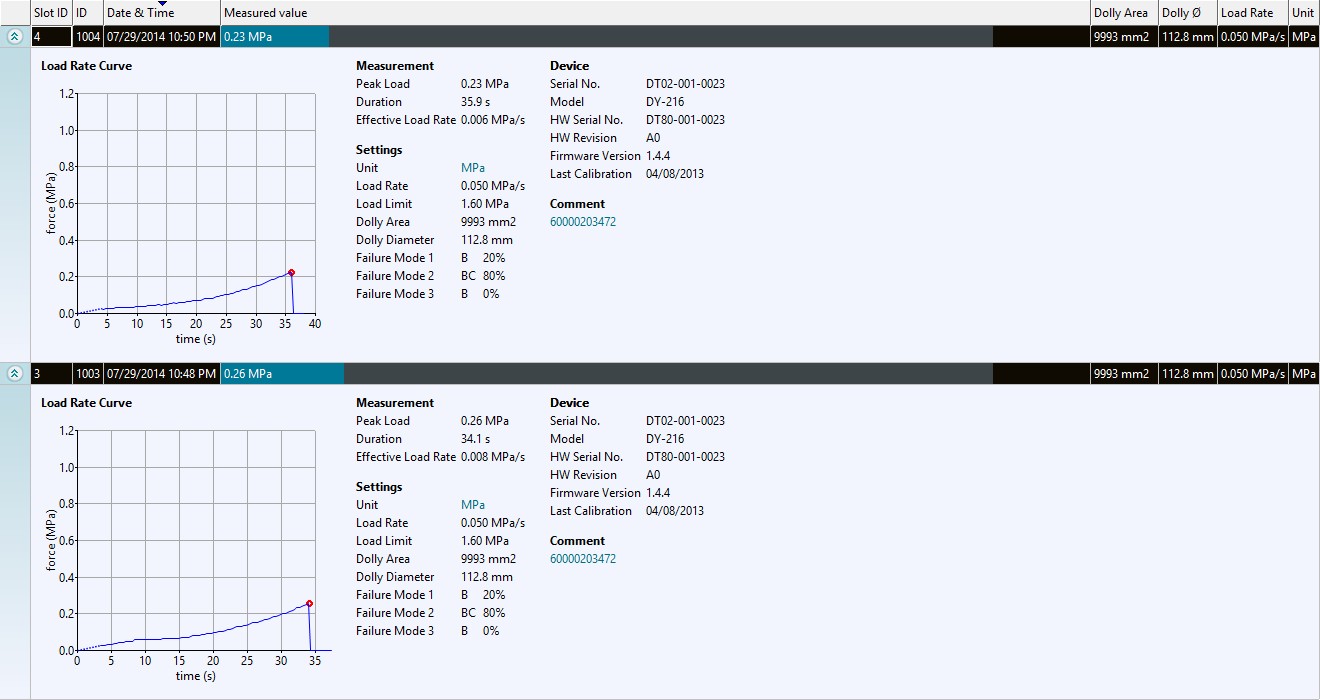 Slot ID ID Date & Time Measured value Dolly Area Dolly Ø Load Rate Unit
4 1004 07/29/2014 10:50 PM 0.23 MPa 9993 mm2 112.8 mm 0.050 MPa/s MPa
Load Rate Curve
force (MPa)
1.2
1.0
0.8
0.6
0.4
0.2
0.0
0 5 10 15 20 25 30 35 40
time (s)
Measurement
Peak Load 0.23 MPa
Duration 35.9 s
Effective Load Rate 0.006 MPa/s
Settings
Unit MPa
Load Rate 0.050 MPa/s
Load Limit 1.60 MPa
Dolly Area 9993 mm2
Dolly Diameter 112.8 mm
Failure Mode 1 B 20%
Failure Mode 2 BC 80%
Failure Mode 3 B 0%
Device
Serial No. DT02-001-0023
Model DY-216
HW Serial No. DT80-001-0023
HW Revision A0
Firmware Version 1.4.4
Last Calibration 04/08/2013
Comment
60000203472
3 1003 07/29/2014 10:48 PM 0.26 MPa 9993 mm2 112.8 mm 0.050 MPa/s MPa
Load Rate Curve
force (MPa)
1.2
1.0
0.8
0.6
0.4
0.2
0.0
0 5 10 15 20 25 30 35
time (s)
Measurement
Peak Load 0.26 MPa
Duration 34.1 s
Effective Load Rate 0.008 MPa/s
Settings
Unit MPa
Load Rate 0.050 MPa/s
Load Limit 1.60 MPa
Dolly Area 9993 mm2
Dolly Diameter 112.8 mm
Failure Mode 1 B 20%
Failure Mode 2 BC 80%
Failure Mode 3 B 0%
Device
Serial No. DT02-001-0023
Model DY-216
HW Serial No. DT80-001-0023
HW Revision A0
Firmware Version 1.4.4
Last Calibration 04/08/2013
Comment
60000203472